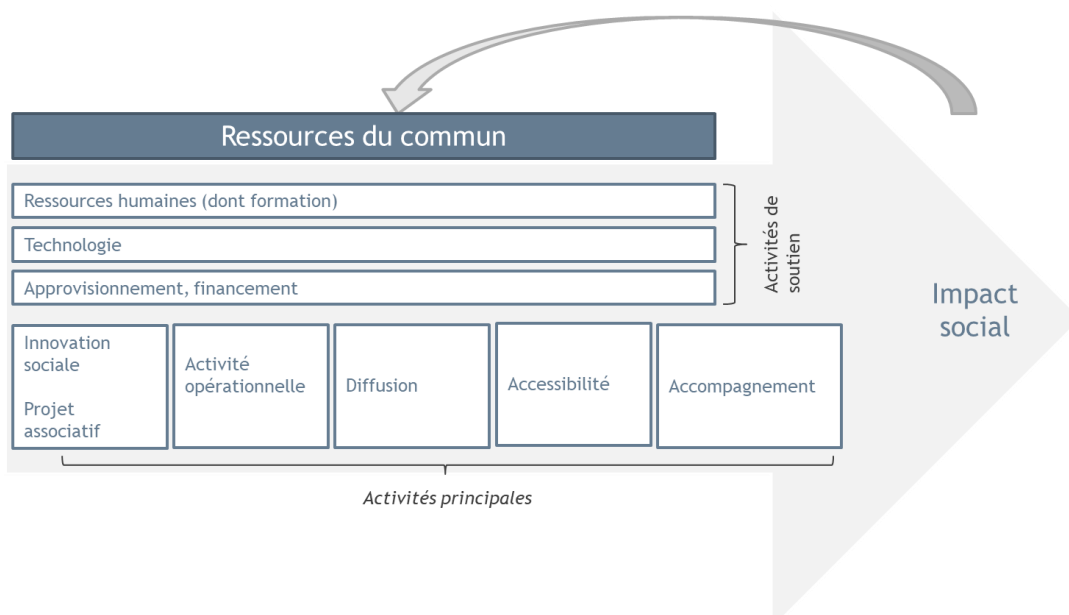 Ressources du commun
Ressources humaines (dont formation)
Technologie
Approvisionnement, financement
Activités de
soutien
Impact
social
Innovation
sociale
Projet
associatif
Activité
opérationnelle
Diffusion
Accessibilité
Accompagnement
Activités principales